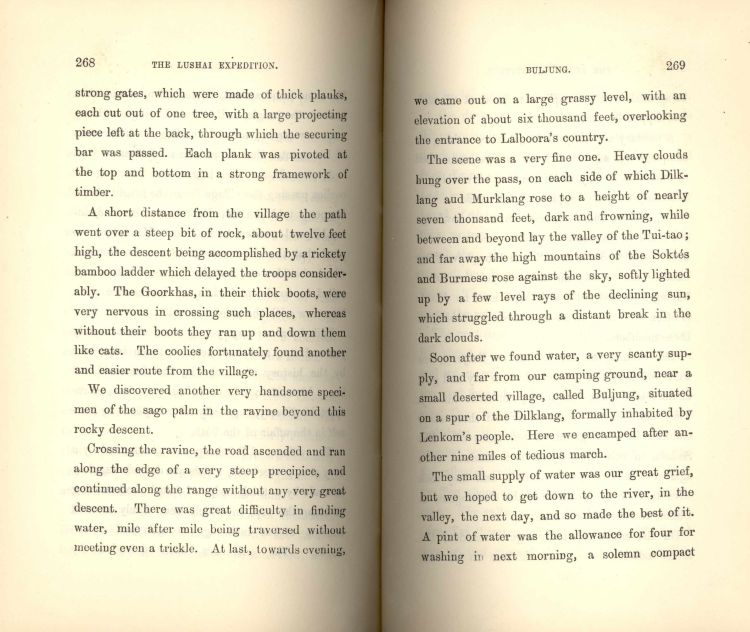 268 THE LUSHAI EXPEDITION.
strong gates, which were made of thick planks,
each cut out of one tree, with a large projecting
piece left at the back, through which the securing
bar was passed. Each plank was pivoted at
the top and bottom in a strong framework of
timber.
A short distance from the village the path
went over a steep bit of rock, about twelve feet
high, the descent being accomplished by a rickety
bamboo ladder which delayed the troops consider-
ably. The Goorkhas, in their thick boots, were
very nervous in crossing such places, whereas
without their boots they ran up and down them
like cats. The coolies fortunately found another
and easier route from the village.
We discovered another very handsome speci-
men of the sago palm in the ravine beyond this
rocky descent.
Crossing the ravine, the road ascended and ran
along the edge of a very steep precipice, and
continued along the range without any very great
descent. There was great difficulty in finding
water, mile after mile being traversed without
meeting even a trickle. At last, towards evening,
BULJUNG. 269
we came out on a large grassy level, with an
elevation of about six thousand feet, overlooking
the entrance to Lalboora's country.
The scene was a very fine one. Heavy clouds
hung over the pass, on each side of which Dilk-
lang and Murklang rose to a height of nearly
seven thonsand feet, dark and frowning, while
between and beyond lay the valley of the Tui-tao;
and far away the high mountains of the Soktés
and Burmese rose against the sky, softly lighted
up by a few level rays of the declining sun,
which struggled through a distant break in the
dark clouds.
Soon after we found water, a very scanty sup-
ply, and far from our camping ground, near a
small deserted village, called Buljung, situated
on a spur of the Dilklang, formally inhabited by
Lenkom's people. Here we encamped after an-
other nine miles of tedious march.
The small supply of water was our great grief,
but we hoped to get down to the river, in the
valley, the next day, and so made the best of it.
A pint of water was the allowance for four for
washing in next morning, a solemn compact